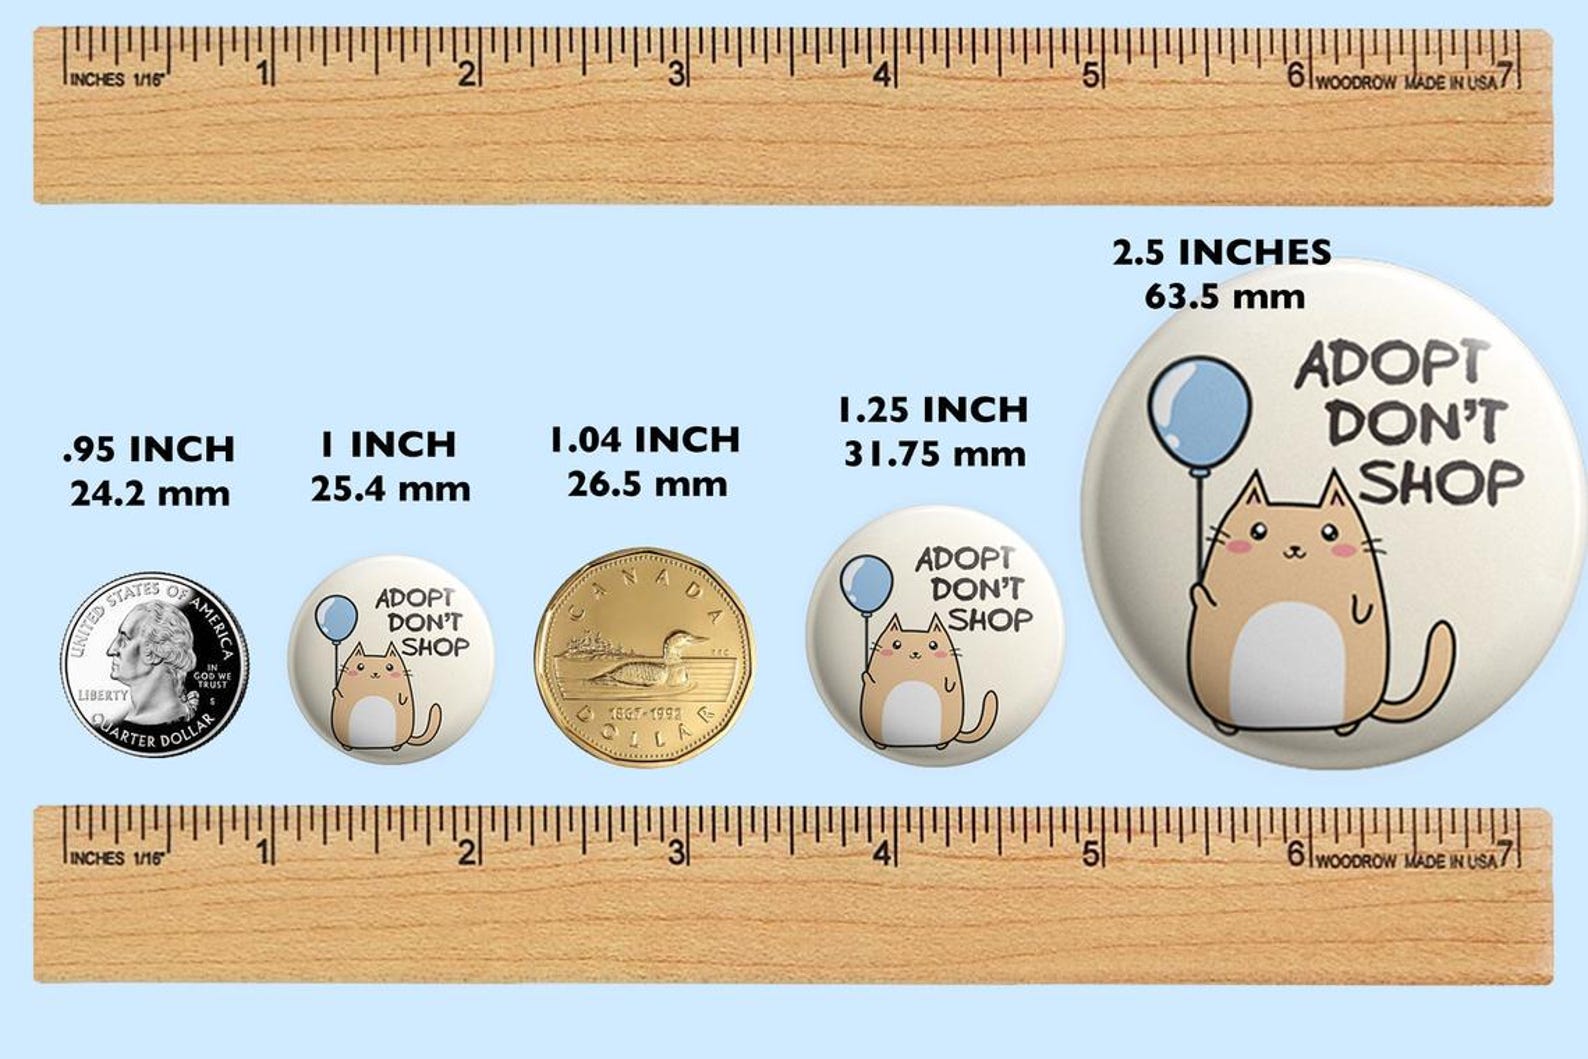 INCHES 1/16" 1 2 3 4 5 6 WOODROW MADE IN USA 7
2.5 INCHES
63.5 mm
ADOPT
DON'T
SHOP
1.25 INCH
31.75 mm
ADOPT
DON'T
SHOP
1.04 INCH
26.5 mm
CANADA
1867-1992
DOLLAR
1 INCH
25.4 mm
ADOPT
DON'T
SHOP
.95 INCH
24.2 mm
UNITED STATES OF AMERICA
IN
GOD WE
TRUST
LIBERTY
S
QUARTER DOLLAR
INCHES 1/16" 1 2 3 4 5 6 WOODROW MADE IN USA 7